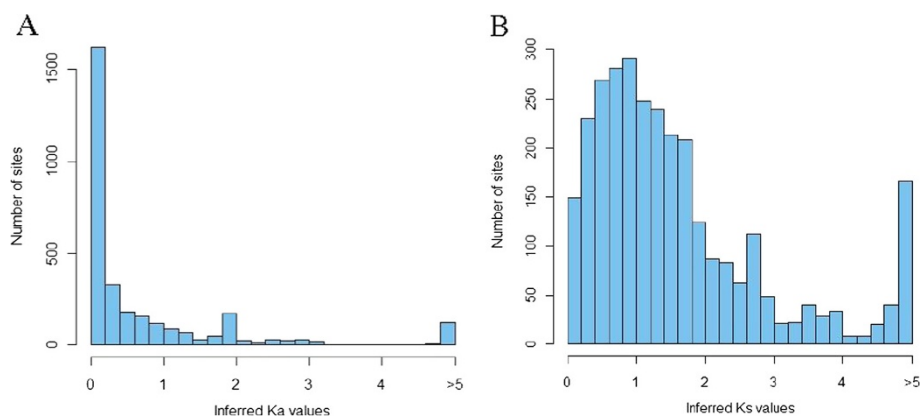 A
Number of sites
1500
1000
500
0
0 1 2 3 4 >5
Inferred Ka values
B
Number of sites
300
250
200
150
100
50
0
0 1 2 3 4 >5
Inferred Ks values